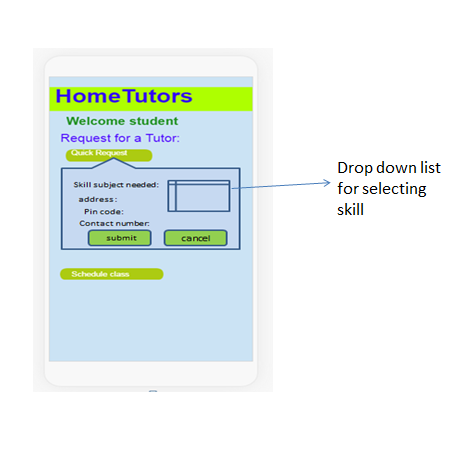 HomeTutors
Welcome student
Request for a Tutor:
Quick Request
Skill subject needed:
address:
Pin code:
Contact number:
submit
cancel
Schedule class
Drop down list
for selecting
skill